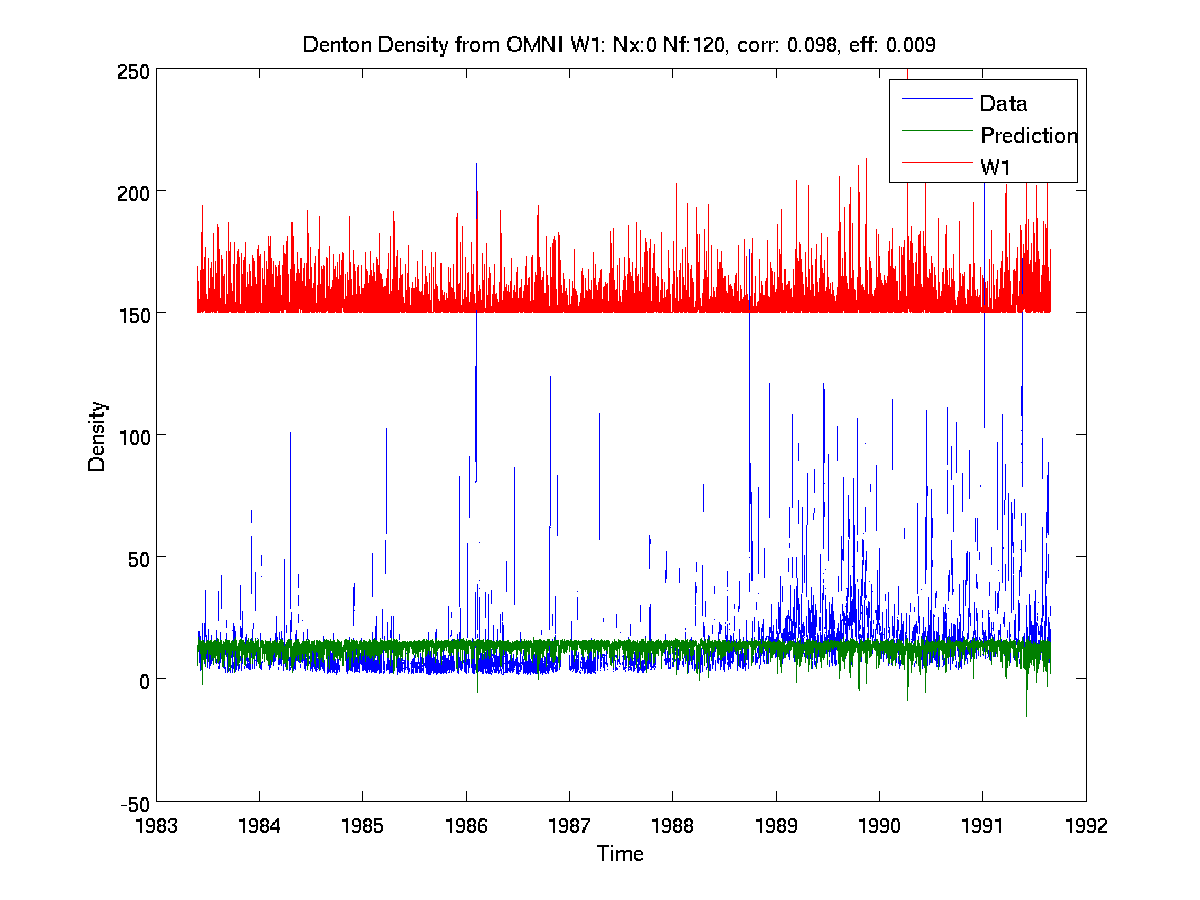 Denton Density from OMNI W1: Nx:0 Nf:120, corr: 0.098, eff: 0.009
250
200
150
100
50
0
-50
Density
Data
Prediction
W1
1983 1984 1985 1986 1987 1988 1989 1990 1991 1992
Time